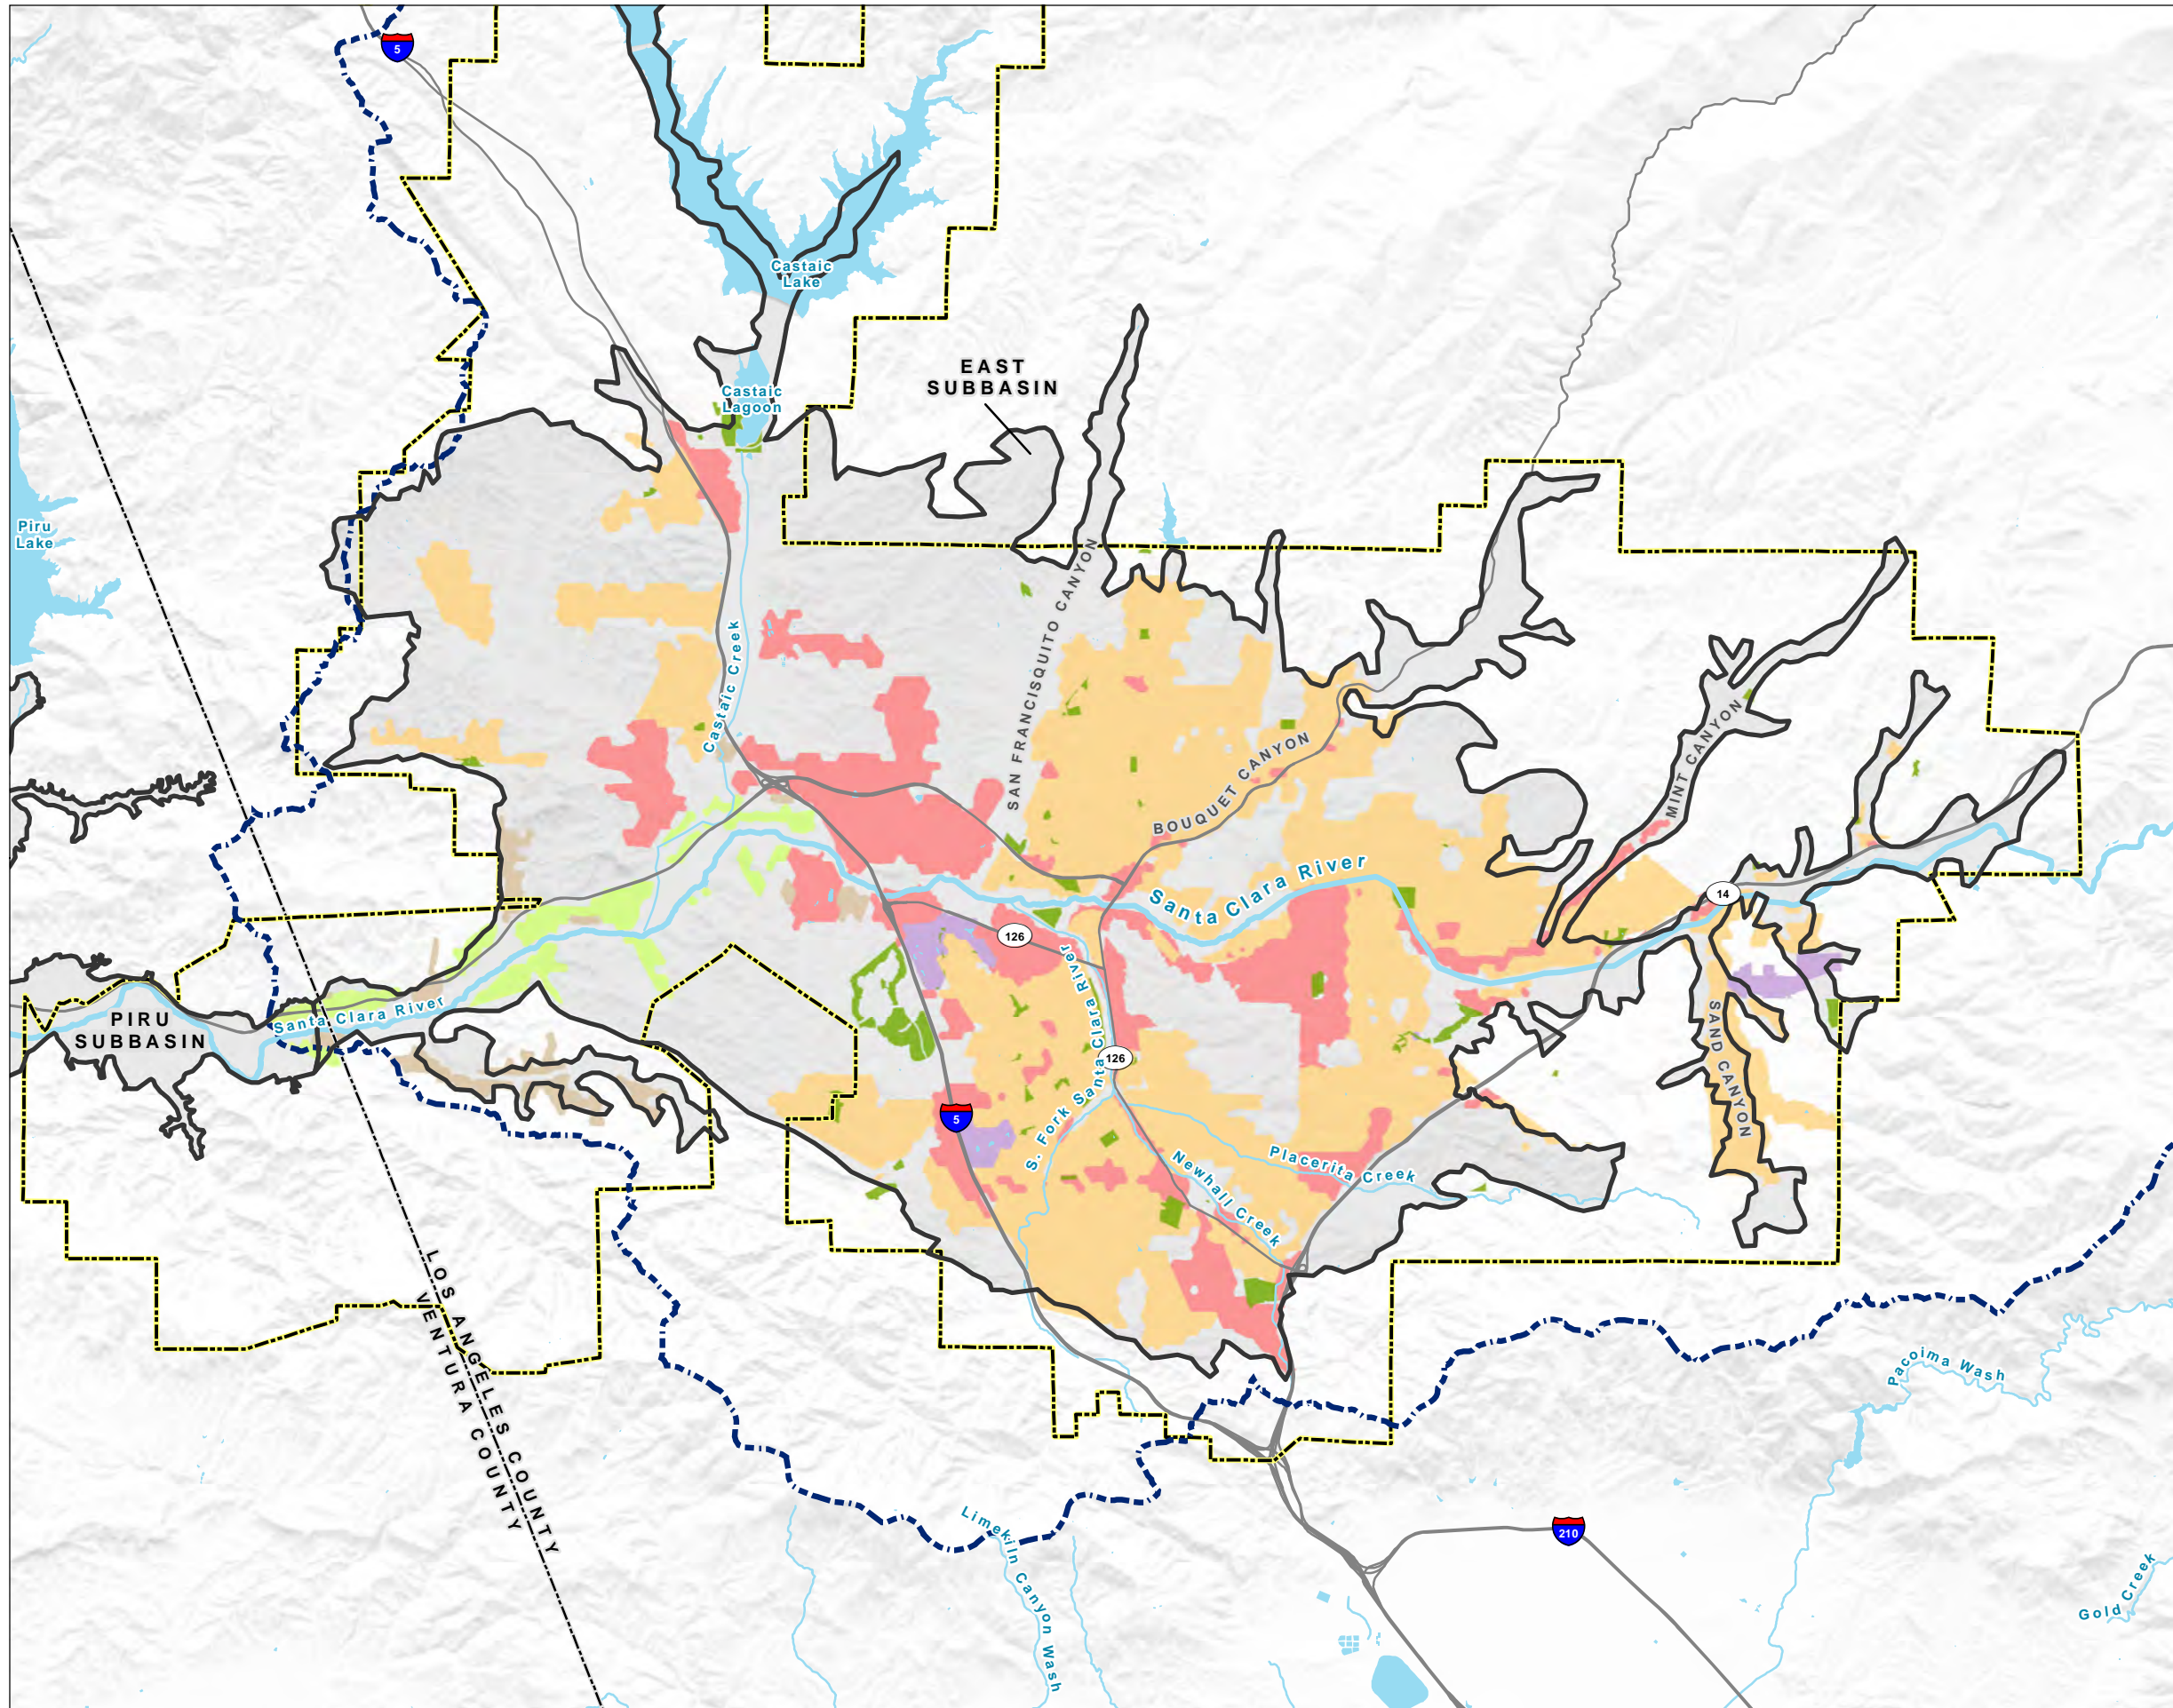 5
Castaic
Lake
EAST
SUBBASIN
Castaic
Lagoon
Piru
Lake
SAN FRANCISQUITO CANYON
Castaic Creek
MINT CANYON
BOUQUET CANYON
Santa Clara River
14
126
Santa Clara River
PIRU
SUBBASIN
S. Fork Santa Clara River
126
SAND CANYON
5
Placerita Creek
Newhall Creek
LOS ANGELES COUNTY
VENTURA COUNTY
Pacoima Wash
Limekiln Canyon Wash
210
Gold Creek